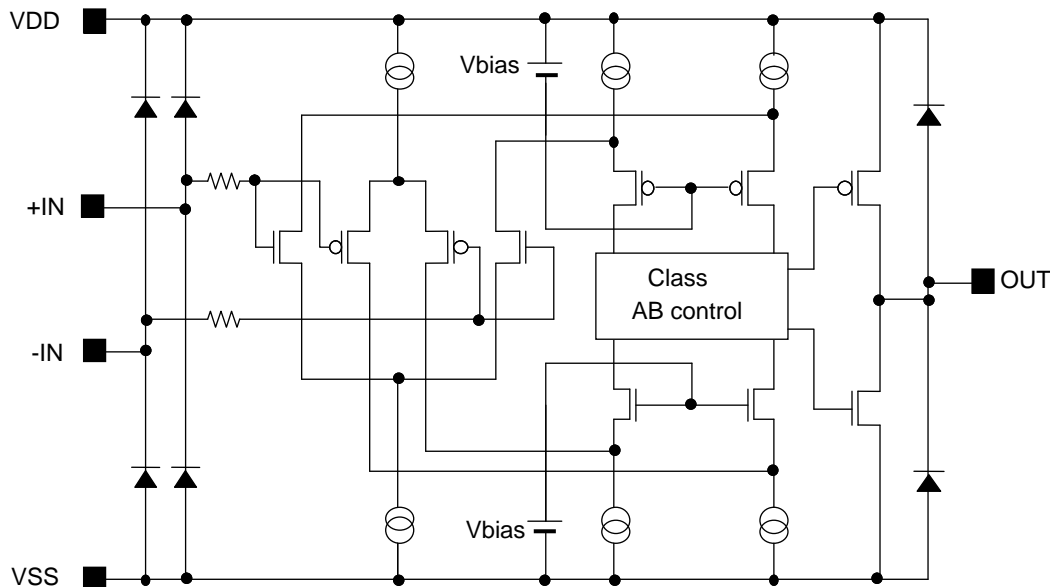 VDD
Vbias
+IN
Class
AB control
OUT
-IN
Vbias
VSS